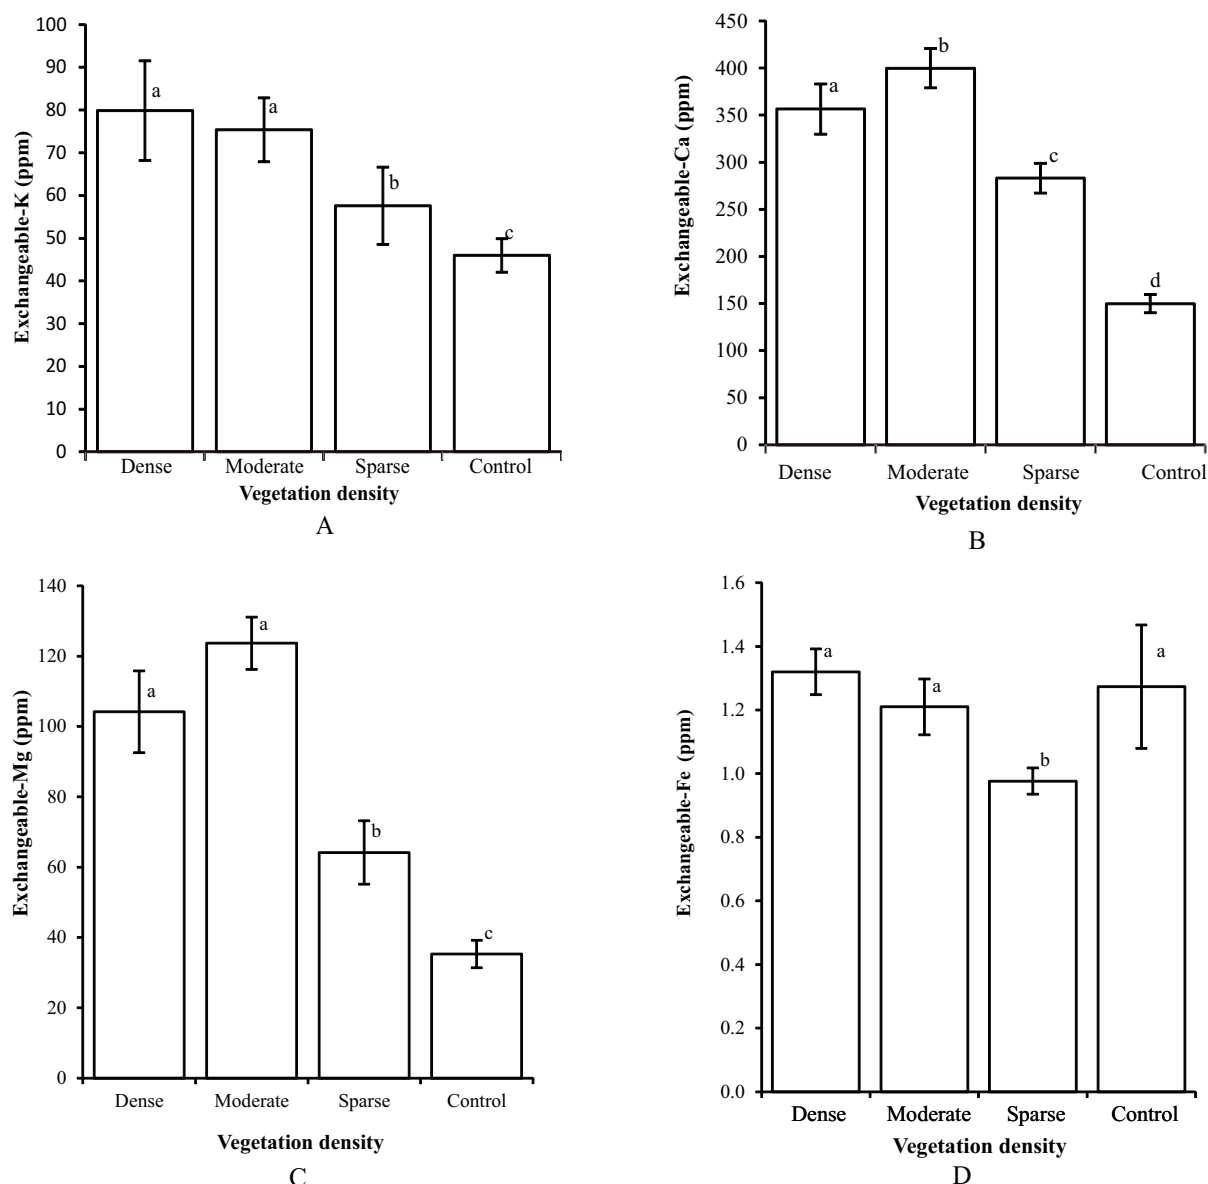 100
90
80
70
60
50
40
30
20
10
0
Exchangeable-K (ppm)
a
a
b
c
Dense Moderate Sparse Control
Vegetation density
A
450
400
350
300
250
200
150
100
50
0
Exchangeable-Ca (ppm)
a
b
c
d
Dense Moderate Sparse Control
Vegetation density
B
140
120
100
80
60
40
20
0
Exchangeable-Mg (ppm)
a
a
b
c
Dense Moderate Sparse Control
Vegetation density
C
1.6
1.4
1.2
1.0
0.8
0.6
0.4
0.2
0.0
Exchangeable-Fe (ppm)
a
a
b
a
Dense Moderate Sparse Control
Vegetation density
D